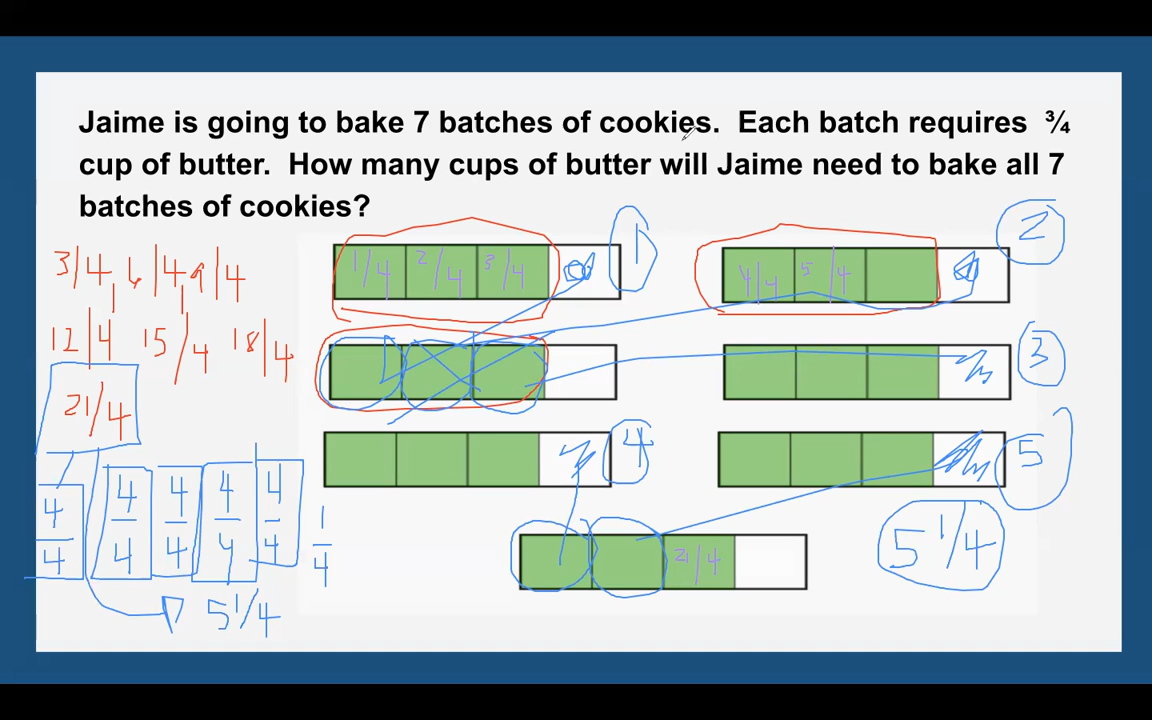 Jaime is going to bake 7 batches of cookies. Each batch requires ¾
cup of butter. How many cups of butter will Jaime need to bake all 7
batches of cookies?
3/4, 6/4, 9/4
12/4 15/4 18/4
21/4
4/4 4/4 4/4 4/4 4/4 1/4
5 1/4
1/4 2/4 3/4
1
4/4 5/4
2
3
4
5
21/4
5 1/4